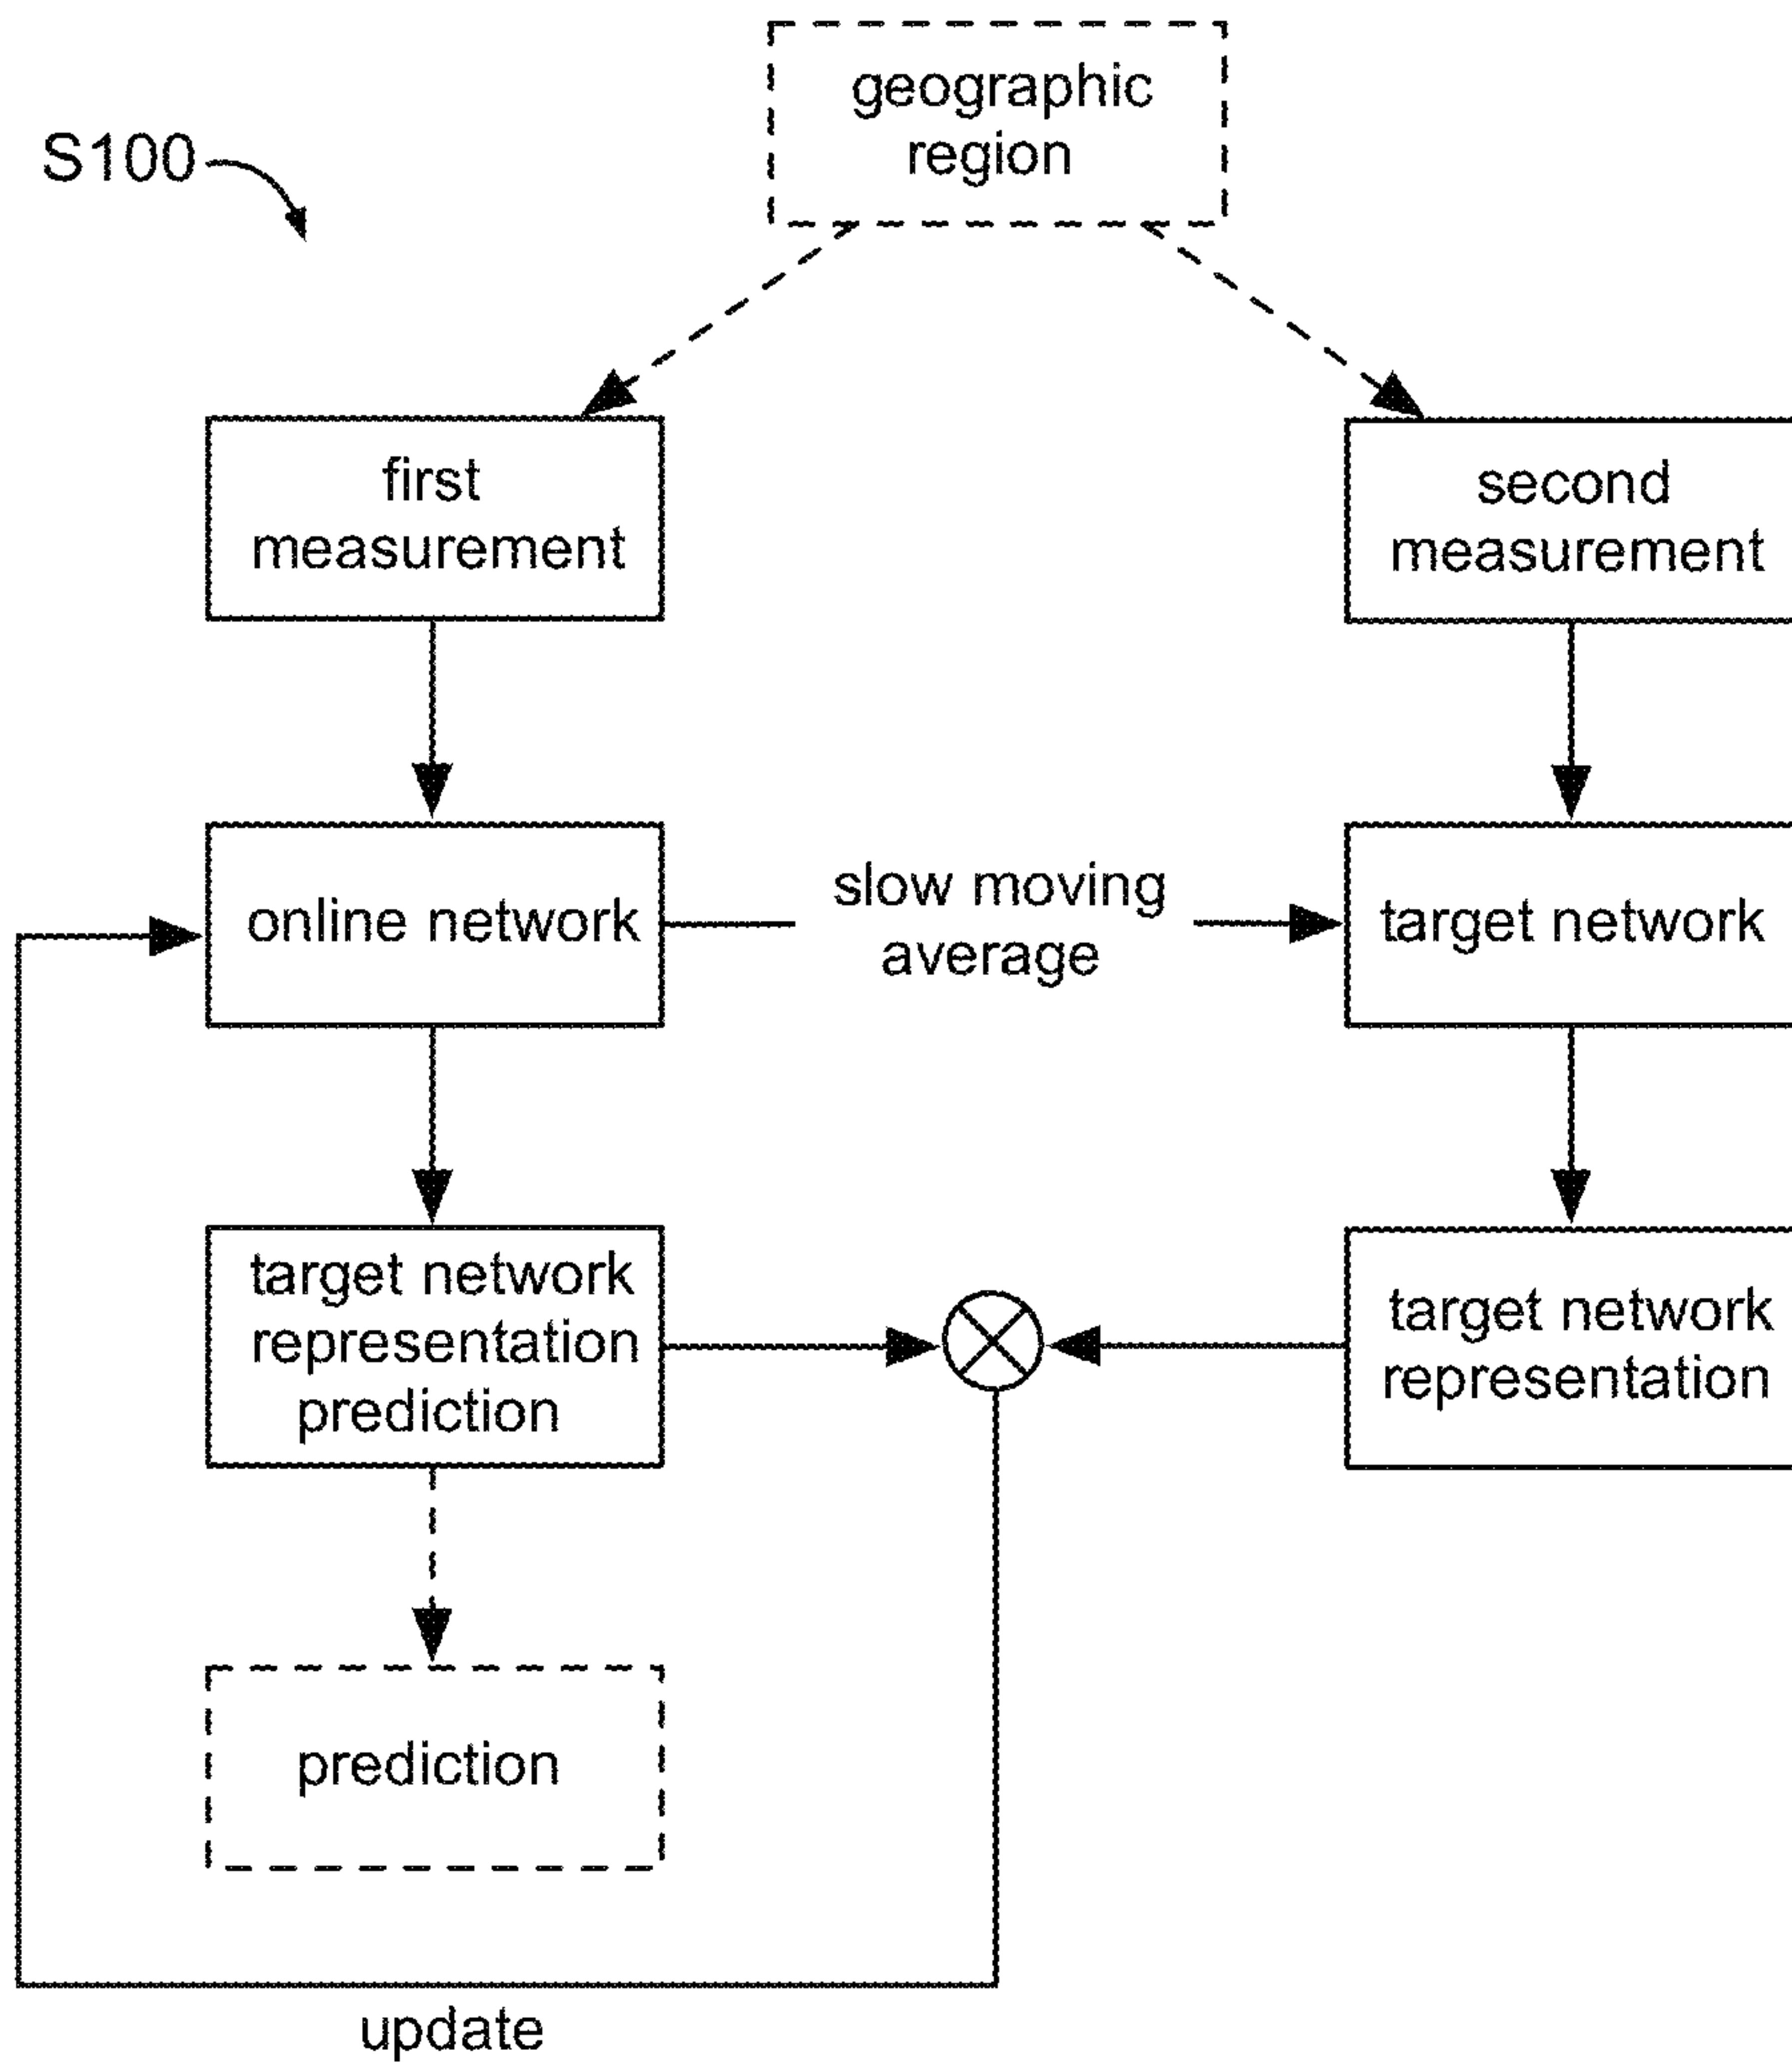 geographic
region
S100
first
measurement
second
measurement
online network
slow moving
average
target network
target network
representation
prediction
target network
representation
prediction
update